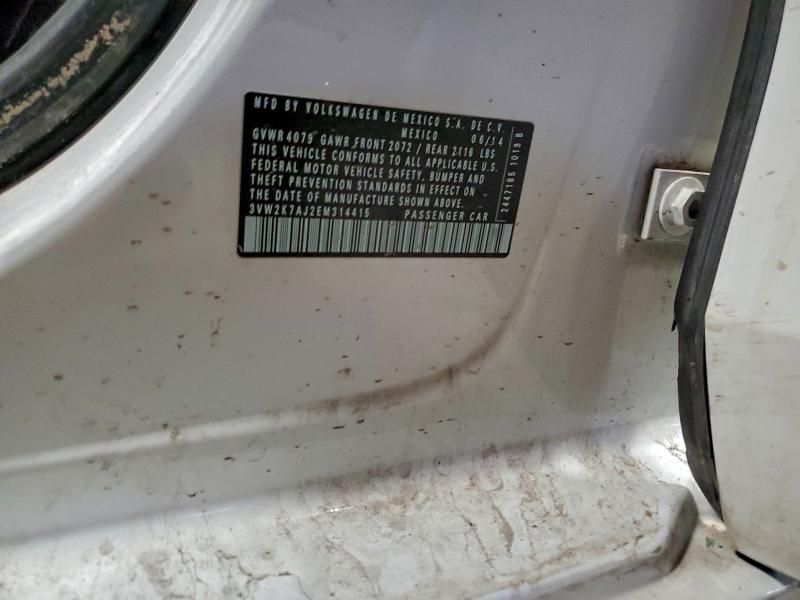 MFD BY VOLKSWAGEN DE MEXICO S.A. DE C.V.
MEXICO 06/14
GVWR 4079 GAWR FRONT 2072 / REAR 2116 LBS
THIS VEHICLE CONFORMS TO ALL APPLICABLE U.S.
FEDERAL MOTOR VEHICLE SAFETY, BUMPER AND
THEFT PREVENTION STANDARDS IN EFFECT ON
THE DATE OF MANUFACTURE SHOWN ABOVE.
3VW2K7AJ2EM314415 PASSENGER CAR
2447185 1019 B